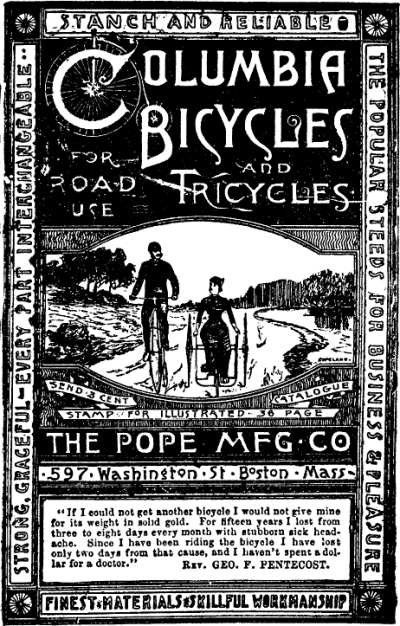 STANCH AND RELIABLE
STRONG, GRACEFUL-EVERY PART INTERCHANGEABLE:
COLUMBIA
BICYCLES
FOR
ROAD
USE
AND
TRICYCLES.
THE POPULAR STEEDS FOR BUSINESS & PLEASURE
COPELAND.
SEND 3 CENT
STAMP FOR ILLUSTRATED 36 PAGE
CATALOGUE
THE POPE MFG·CO
·597·Washington·St·Boston·Mass·
"If I could not get another bicycle I would not give mine
for its weight in solid gold. For fifteen years I lost from
three to eight days every month with stubborn sick head-
ache. Since I have been riding the bicycle I have lost
only two days from that cause, and I haven't spent a dol-
lar for a doctor." REV. GEO. F. PENTECOST.
FINEST·MATERIALS & SKILLFUL WORKMANSHIP